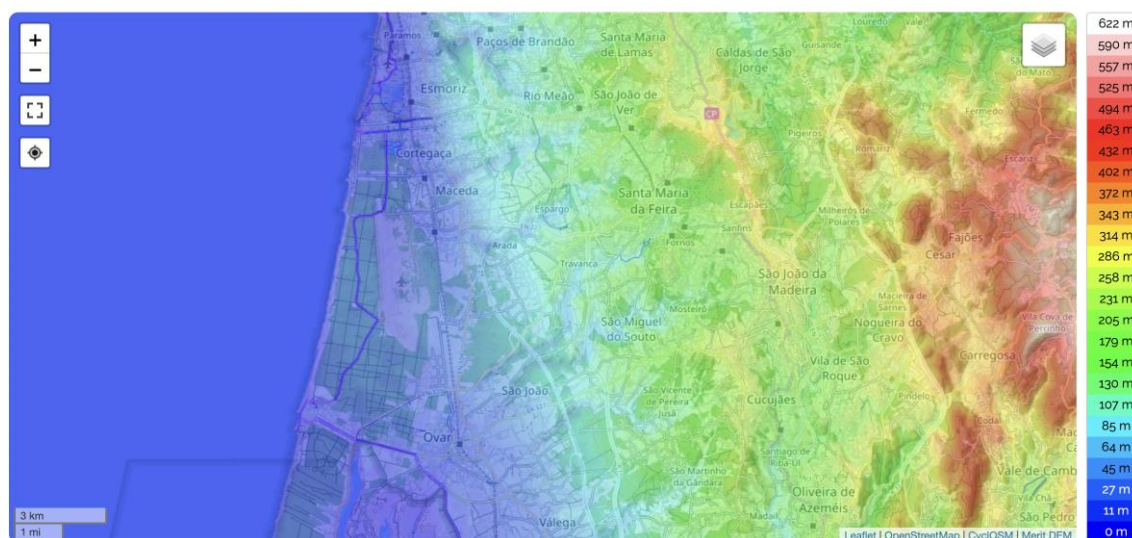 +
−
Paramos
Paços de Brandão
Santa Maria
de Lamas
Caldas de São
Jorge
Louredo
Vale
Guisande
São
do Mato
Esmoriz
Rio Meão
São João de
Ver
CP
Fermedo
Pigeiros
Romariz
Escariz
Cortegaça
Maceda
Santa Maria
da Feira
Espargo
Escapães
Milheirós de
Poiares
Arada
Sanfins
Fornos
Fajões
Cesar
Travanca
São João da
Madeira
Macieira de
Sarnes
Mosteirô
São Miguel
do Souto
Nogueira do
Cravo
Vila Cova de
Perrinho
Carregosa
São João
São Vicente
de Pereira
Jusã
Vila de São
Roque
Cucujães
Pindelo
Ovar
Santiago de
Riba-Ul
São Martinho
da Gândara
Vale de Camb
Vila Chã
São Pedro
Oliveira de
Azeméis
Madail
Válega
3 km
1 mi
Leaflet | OpenStreetMap | CyclOSM | Merit DEM
622 m
590 m
557 m
525 m
494 m
463 m
432 m
402 m
372 m
343 m
314 m
286 m
258 m
231 m
205 m
179 m
154 m
130 m
107 m
85 m
64 m
45 m
27 m
11 m
0 m